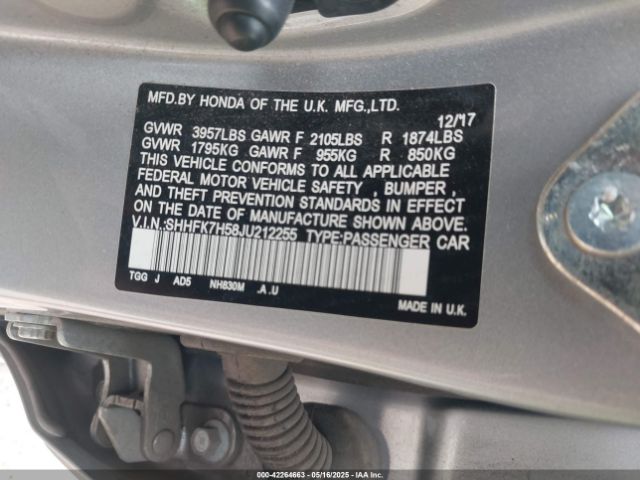 MFD.BY HONDA OF THE U.K. MFG.,LTD.
12/'17
GVWR 3957LBS GAWR F 2105LBS R 1874LBS
GVWR 1795KG GAWR F 955KG R 850KG
THIS VEHICLE CONFORMS TO ALL APPLICABLE
FEDERAL MOTOR VEHICLE SAFETY , BUMPER ,
AND THEFT PREVENTION STANDARDS IN EFFECT
ON THE DATE OF MANUFACTURE SHOWN ABOVE.
V.I.N.:SHHFK7H58JU212255 TYPE:PASSENGER CAR
TGG J AD5 NH830M .A .U
MADE IN U.K.
000-42264663 05/16/2025 IAAI.COM